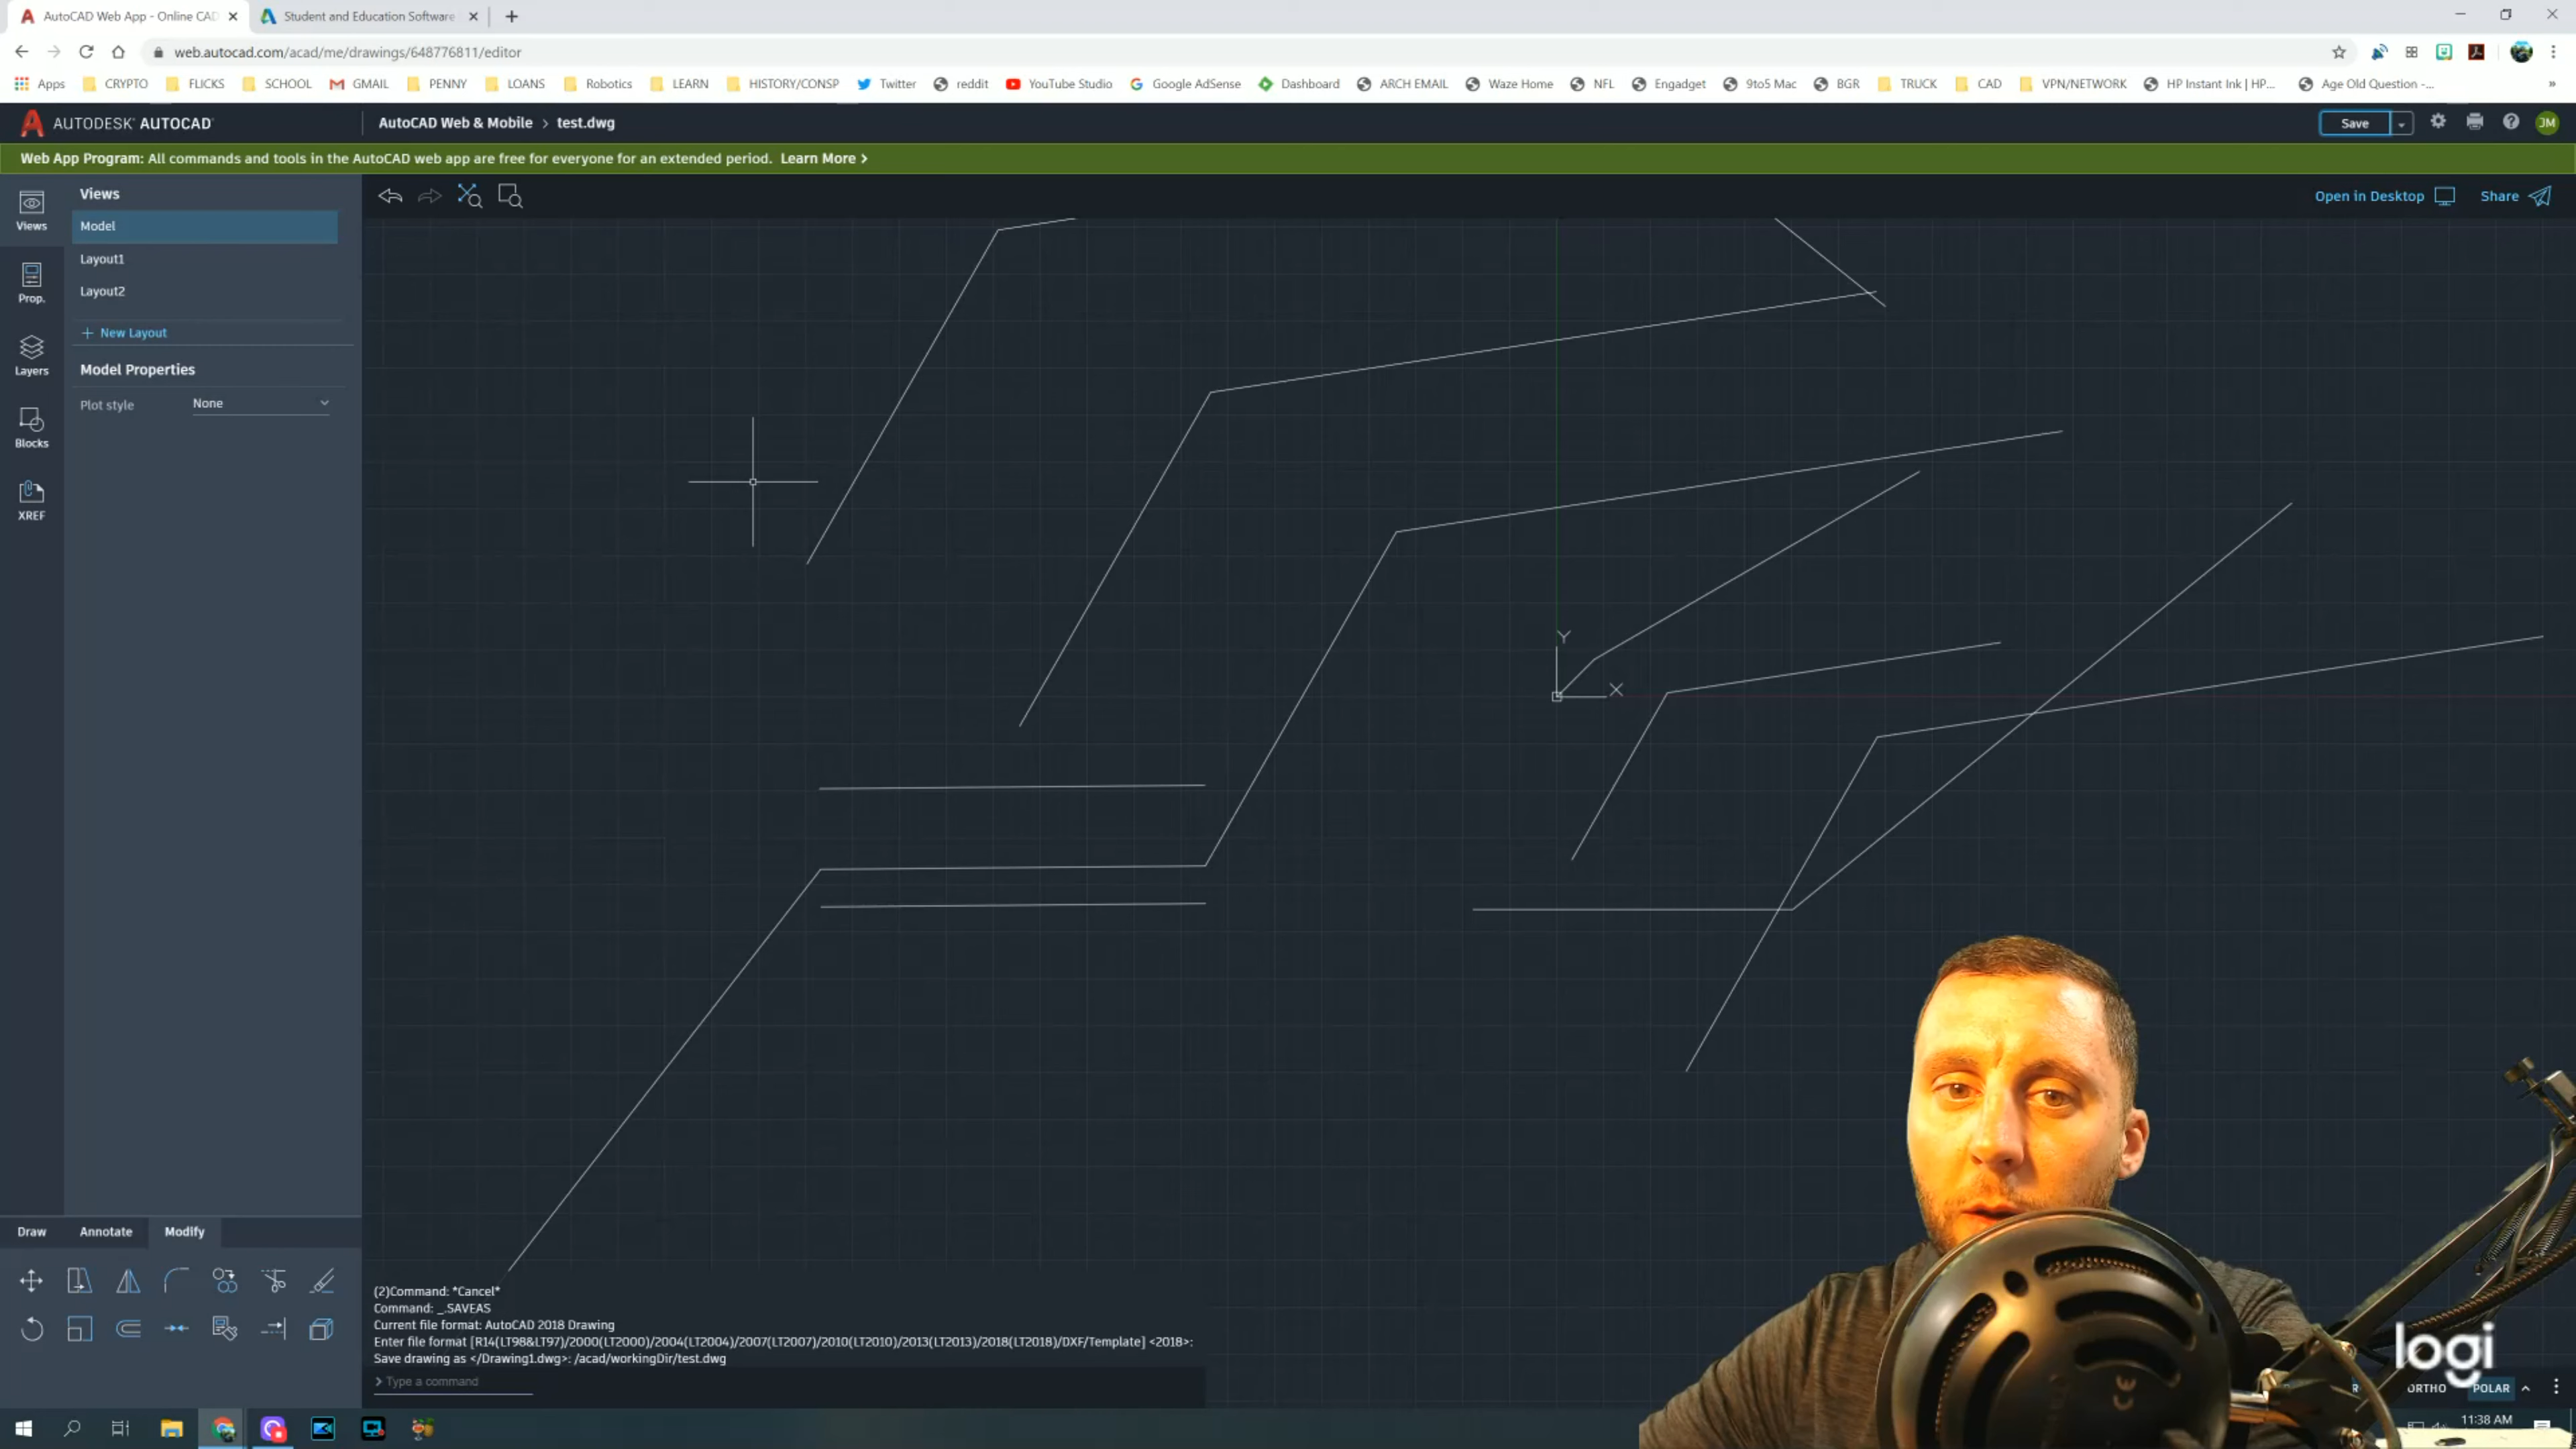 AutoCAD Web App - Online CAD
Student and Education Software
web.autocad.com/acad/me/drawings/648776811/editor
Apps CRYPTO FLICKS SCHOOL GMAIL PENNY LOANS Robotics LEARN HISTORY/CONSP Twitter reddit YouTube Studio Google AdSense Dashboard ARCH EMAIL Waze Home NFL Engadget 9to5 Mac BGR TRUCK CAD VPN/NETWORK HP Instant Ink | HP... Age Old Question -... »
AUTODESK® AUTOCAD®
AutoCAD Web & Mobile > test.dwg
Save
JM
Web App Program: All commands and tools in the AutoCAD web app are free for everyone for an extended period. Learn More >
Views
Prop.
Layers
Blocks
XREF
Views
Model
Layout1
Layout2
+ New Layout
Model Properties
Plot style None
Open in Desktop
Share
Y
X
Draw Annotate Modify
(2)Command: *Cancel*
Command: _.SAVEAS
Current file format: AutoCAD 2018 Drawing
Enter file format [R14(LT98&LT97)/2000(LT2000)/2004(LT2004)/2007(LT2007)/2010(LT2010)/2013(LT2013)/2018(LT2018)/DXF/Template] <2018>:
Save drawing as </Drawing1.dwg>: /acad/workingDir/test.dwg
> Type a command
logi
ORTHO POLAR
11:38 AM